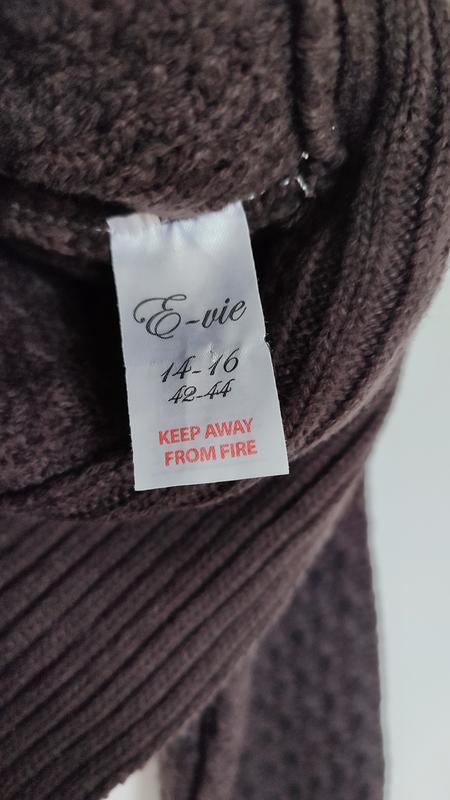 E-vie
14-16
42-44
KEEP AWAY
FROM FIRE